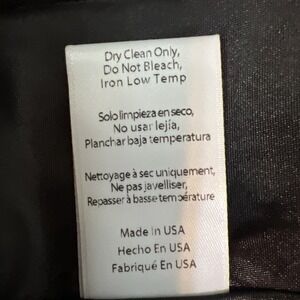 Dry Clean Only,
Do Not Bleach,
Iron Low Temp
Solo limpieza en seco,
No usar lejía,
Planchar baja temperatura
Nettoyage à sec uniquement,
Ne pas javelliser,
Repasser à basse température
Made In USA
Hecho En USA
Fabriqué En USA